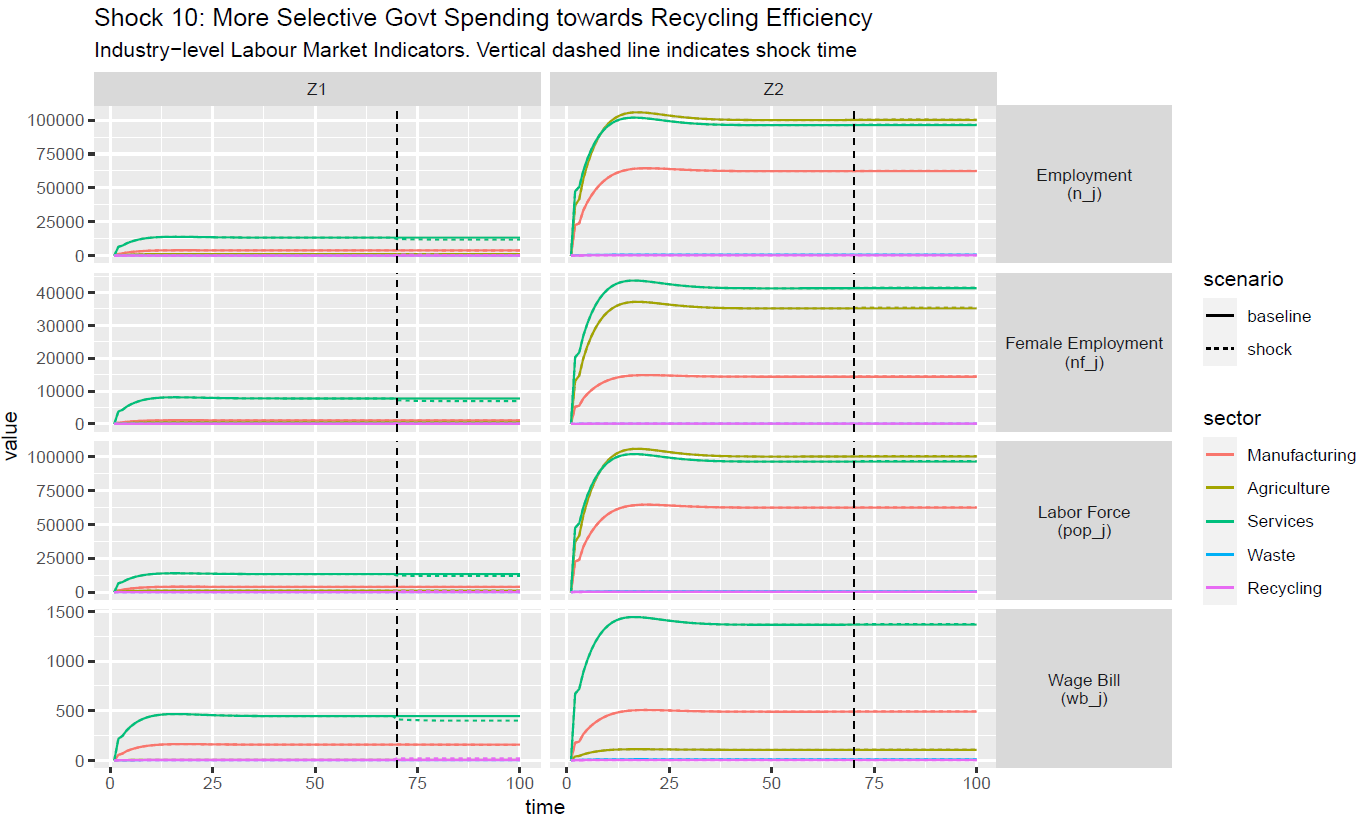 Shock 10: More Selective Govt Spending towards Recycling Efficiency
Industry−level Labour Market Indicators. Vertical dashed line indicates shock time
Z1
Z2
100000
75000
50000
25000
0
Employment
(n_j)
40000
30000
20000
10000
0
Female Employment
(nf_j)
100000
75000
50000
25000
0
Labor Force
(pop_j)
1500
1000
500
0
Wage Bill
(wb_j)
0
25
50
75
100
0
25
50
75
100
time
value
scenario
baseline
shock
sector
Manufacturing
Agriculture
Services
Waste
Recycling